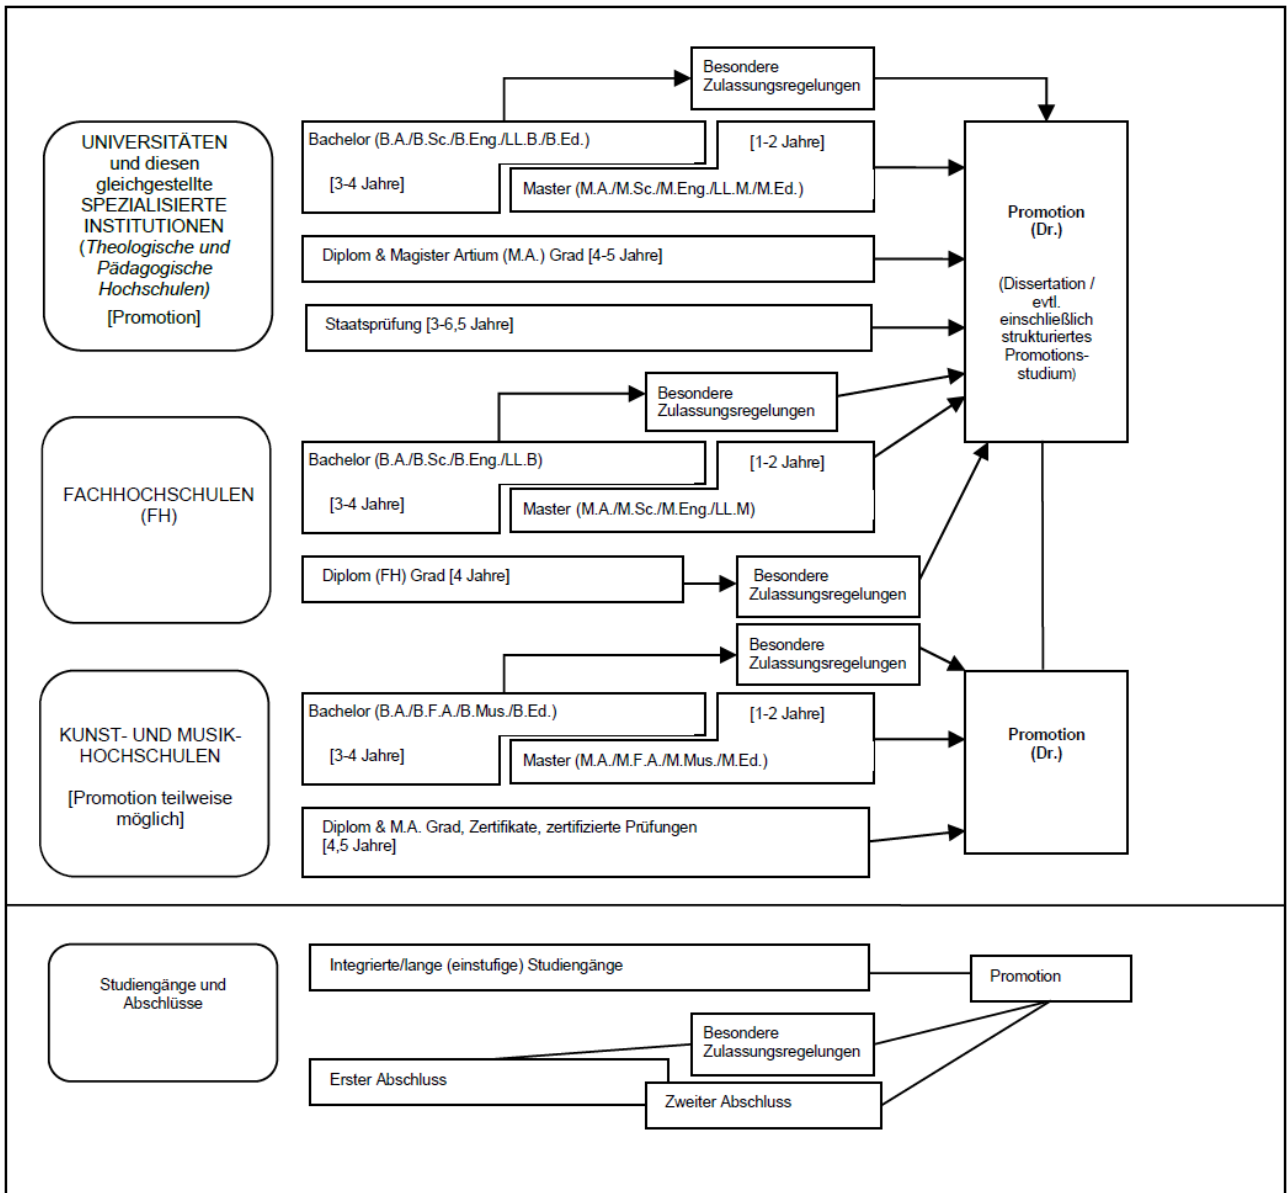 Besondere
Zulassungsregelungen
UNIVERSITÄTEN
und diesen
gleichgestellte
SPEZIALISIERTE
INSTITUTIONEN
(Theologische und
Pädagogische
Hochschulen)
[Promotion]
Bachelor (B.A./B.Sc./B.Eng./LL.B./B.Ed.)
[1-2 Jahre]
[3-4 Jahre]
Master (M.A./M.Sc./M.Eng./LL.M./M.Ed.)
Diplom & Magister Artium (M.A.) Grad [4-5 Jahre]
Staatsprüfung [3-6,5 Jahre]
Promotion
(Dr.)
(Dissertation /
evtl.
einschließlich
strukturiertes
Promotions-
studium)
Besondere
Zulassungsregelungen
FACHHOCHSCHULEN
(FH)
Bachelor (B.A./B.Sc./B.Eng./LL.B)
[1-2 Jahre]
[3-4 Jahre]
Master (M.A./M.Sc./M.Eng./LL.M)
Diplom (FH) Grad [4 Jahre]
Besondere
Zulassungsregelungen
Besondere
Zulassungsregelungen
KUNST- UND MUSIK-
HOCHSCHULEN
[Promotion teilweise
möglich]
Bachelor (B.A./B.F.A./B.Mus./B.Ed.)
[1-2 Jahre]
[3-4 Jahre]
Master (M.A./M.F.A./M.Mus./M.Ed.)
Diplom & M.A. Grad, Zertifikate, zertifizierte Prüfungen
[4,5 Jahre]
Promotion
(Dr.)
Studiengänge und
Abschlüsse
Integrierte/lange (einstufige) Studiengänge
Promotion
Besondere
Zulassungsregelungen
Erster Abschluss
Zweiter Abschluss